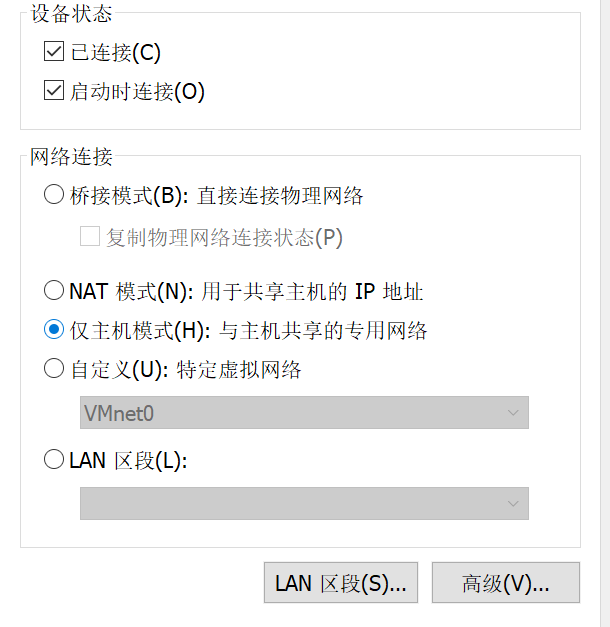 设备状态
已连接(C)
启动时连接(O)
网络连接
桥接模式(B): 直接连接物理网络
复制物理网络连接状态(P)
NAT 模式(N): 用于共享主机的 IP 地址
仅主机模式(H): 与主机共享的专用网络
自定义(U): 特定虚拟网络
VMnet0
LAN 区段(L):
LAN 区段(S)... 高级(V)...